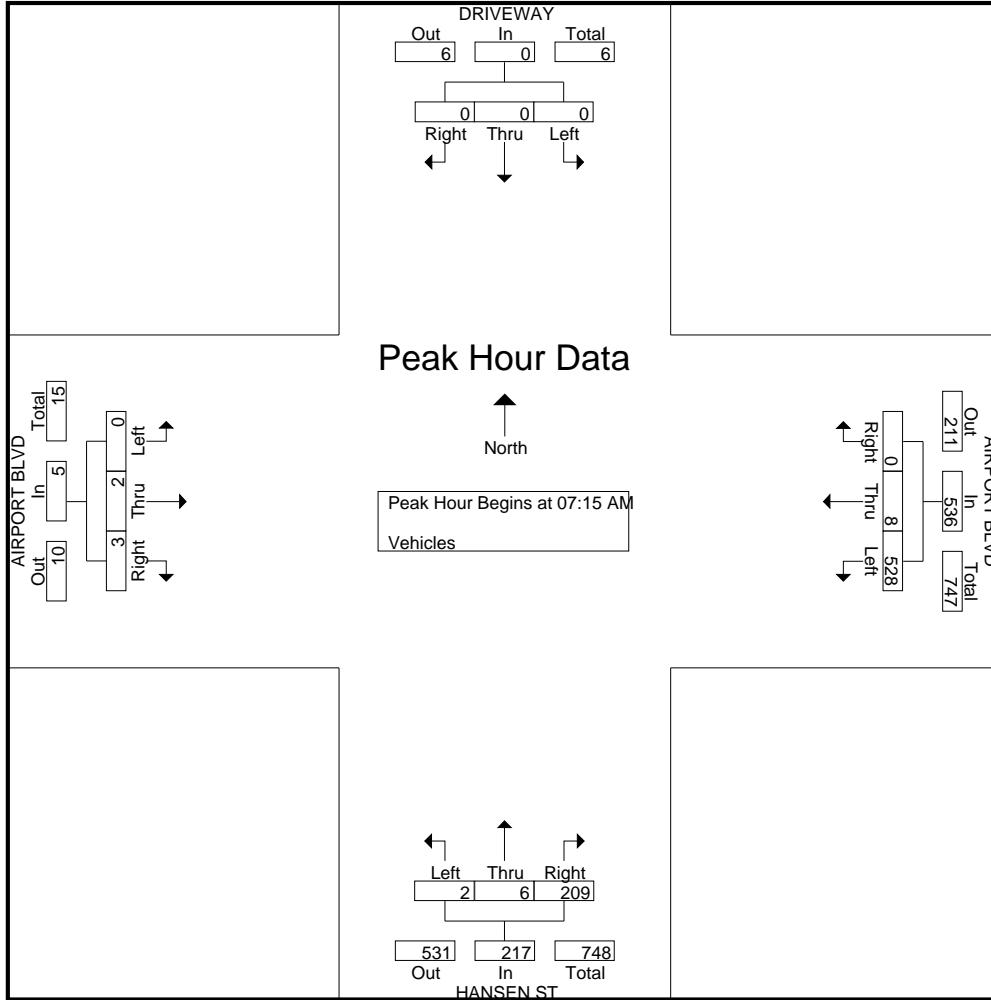 DRIVEWAY
Out In Total
6 0 6
0 0 0
Right Thru Left
Peak Hour Data
North
Peak Hour Begins at 07:15 AM
Vehicles
AIRPORT BLVD
Total In Out
15 5 10
0 2 3
Left Thru Right
AIRPORT BLVD
Out In Total
211 536 747
0 8 528
Right Thru Left
Left Thru Right
2 6 209
531 217 748
Out In Total
HANSEN ST